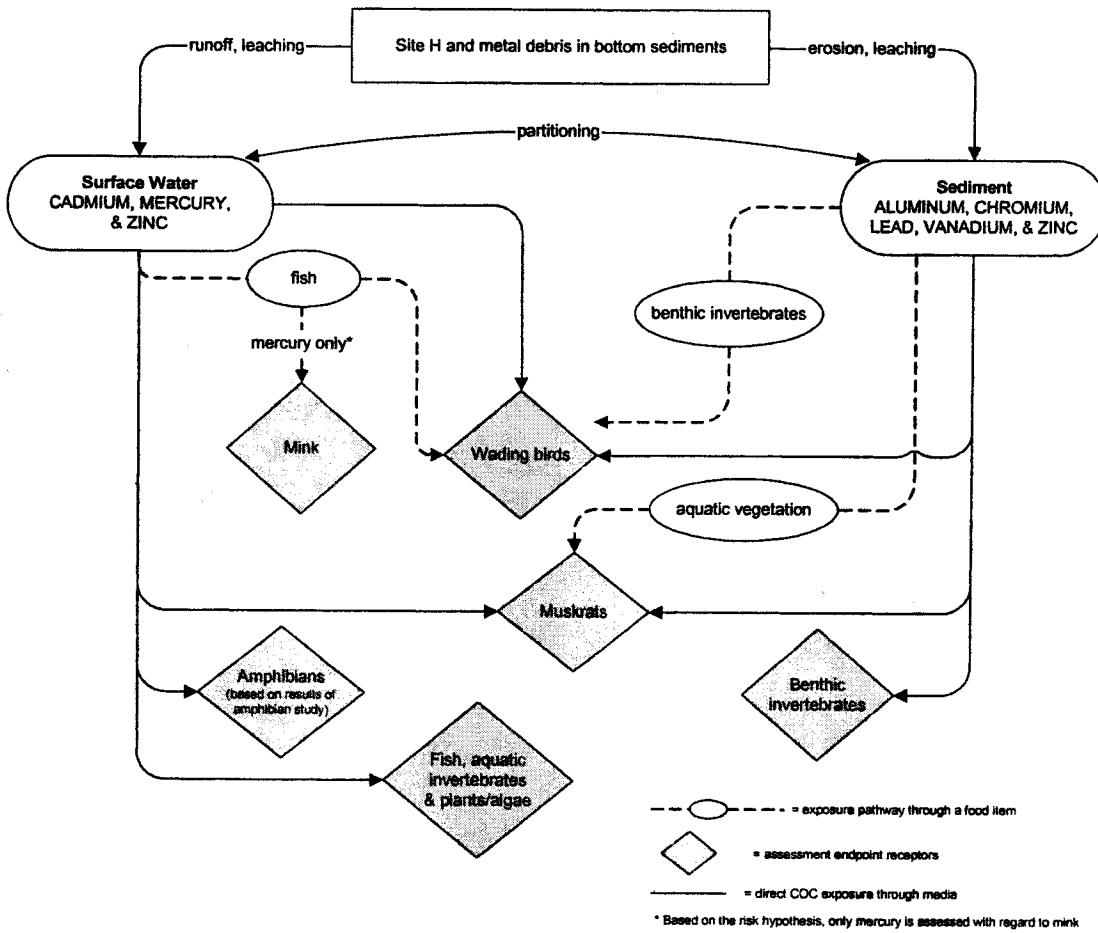 Site H and metal debris in bottom sediments
runoff, leaching
erosion, leaching
partitioning
Surface Water
CADMIUM, MERCURY,
& ZINC
Sediment
ALUMINUM, CHROMIUM,
LEAD, VANADIUM, & ZINC
fish
benthic invertebrates
mercury only*
Mink
Wading birds
aquatic vegetation
Muskrats
Amphibians
(based on results of
amphibian study)
Benthic
invertebrates
Fish, aquatic
invertebrates
& plants/algae
= exposure pathway through a food item
= assessment endpoint receptors
= direct COC exposure through media
* Based on the risk hypothesis, only mercury is assessed with regard to mink